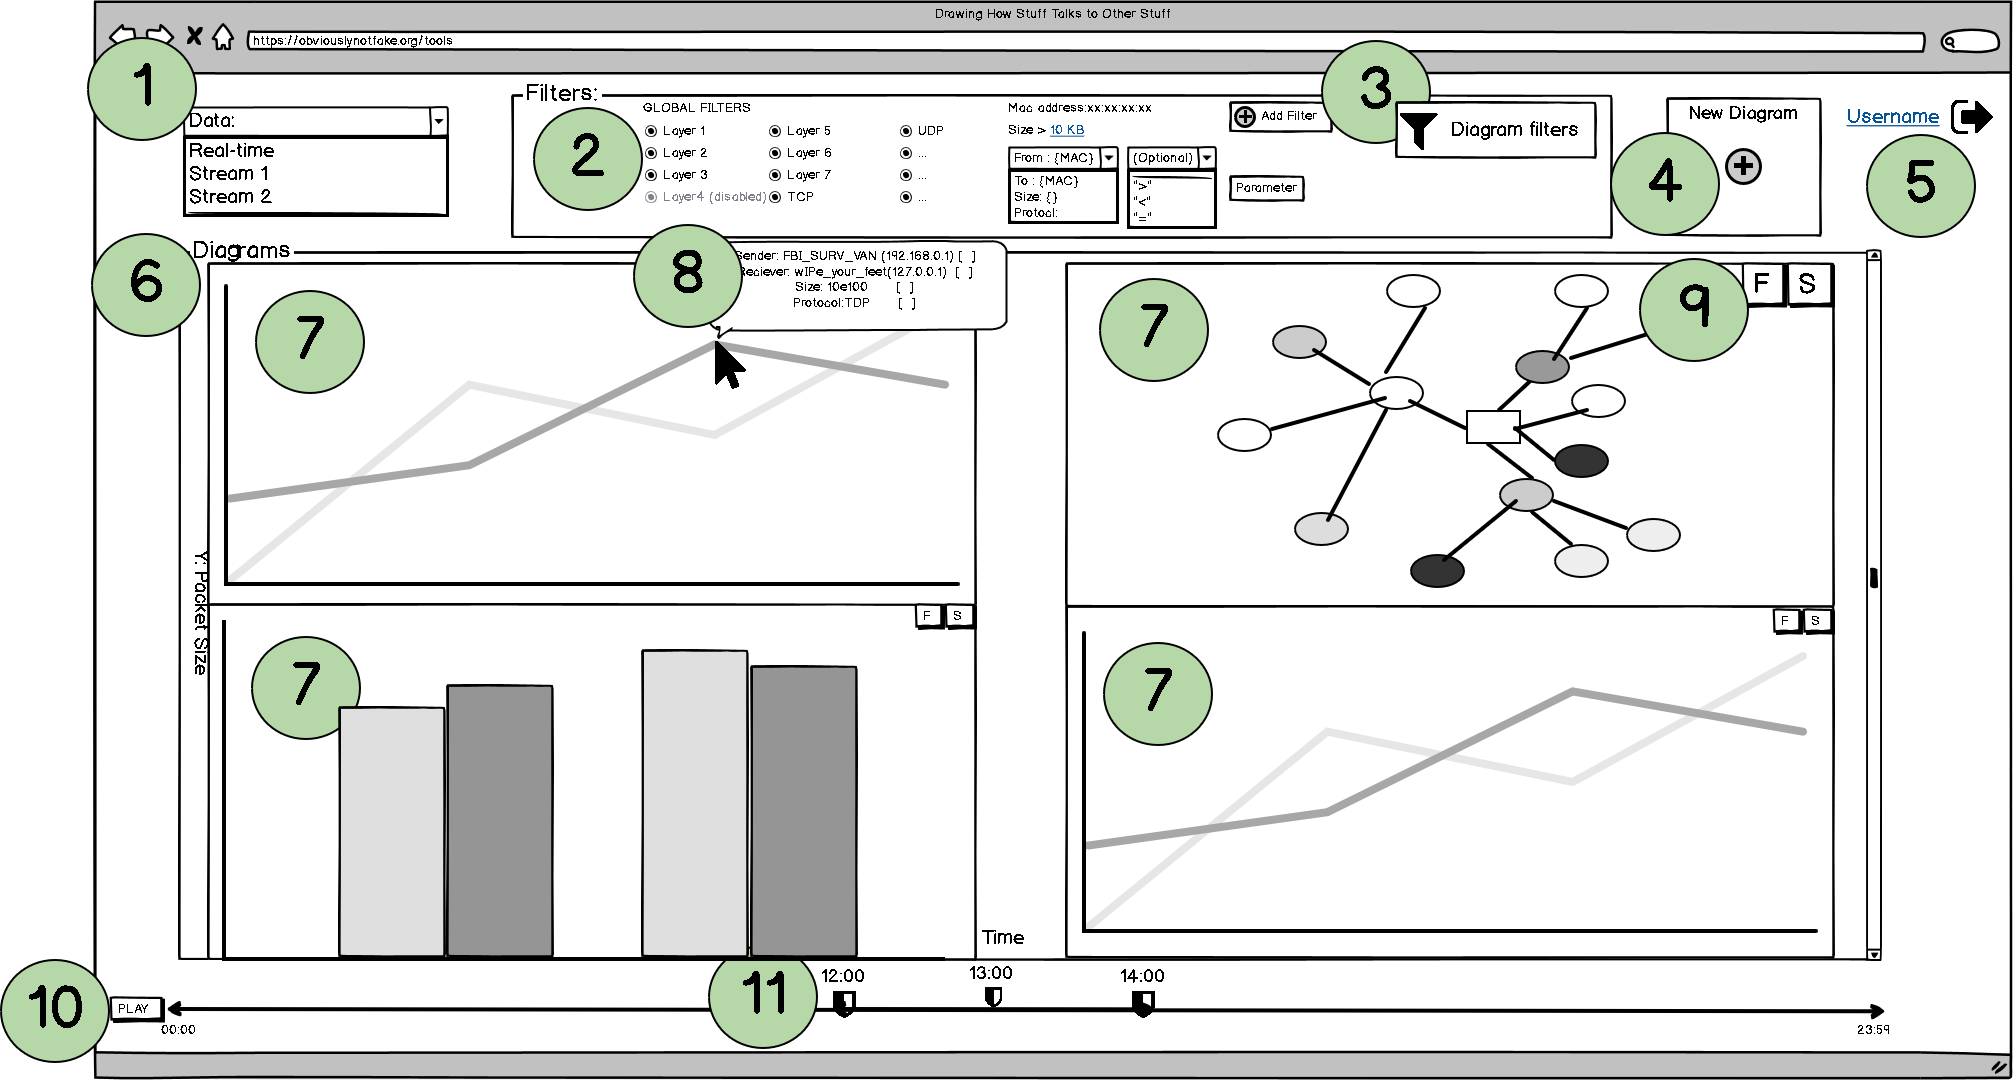 Drawing How Stuff Talks to Other Stuff
https://obviouslynotfake.org/tools
1
Data:
Real-time
Stream 1
Stream 2
Filters:
2
GLOBAL FILTERS
Layer 1
Layer 2
Layer 3
Layer4 (disabled)
Layer 5
Layer 6
Layer 7
TCP
UDP
...
...
...
Mac address:xx:xx:xx:xx
Size > 10 KB
From : {MAC}
To : {MAC}
Size: {}
Protocl:
(Optional)
">"
"<"
"="
Add Filter
Parameter
3
Diagram filters
New Diagram
4
Username
5
6
Diagrams
7
8
Sender: FBI_SURV_VAN (192.168.0.1) [ ]
Reciever: wIPe_your_feet(127.0.0.1) [ ]
Size: 10e100 [ ]
Protocol:TDP [ ]
7
9
F S
Y: Packet Size
F S
7
F S
7
Time
10
PLAY
00:00
11
12:00
13:00
14:00
23:59